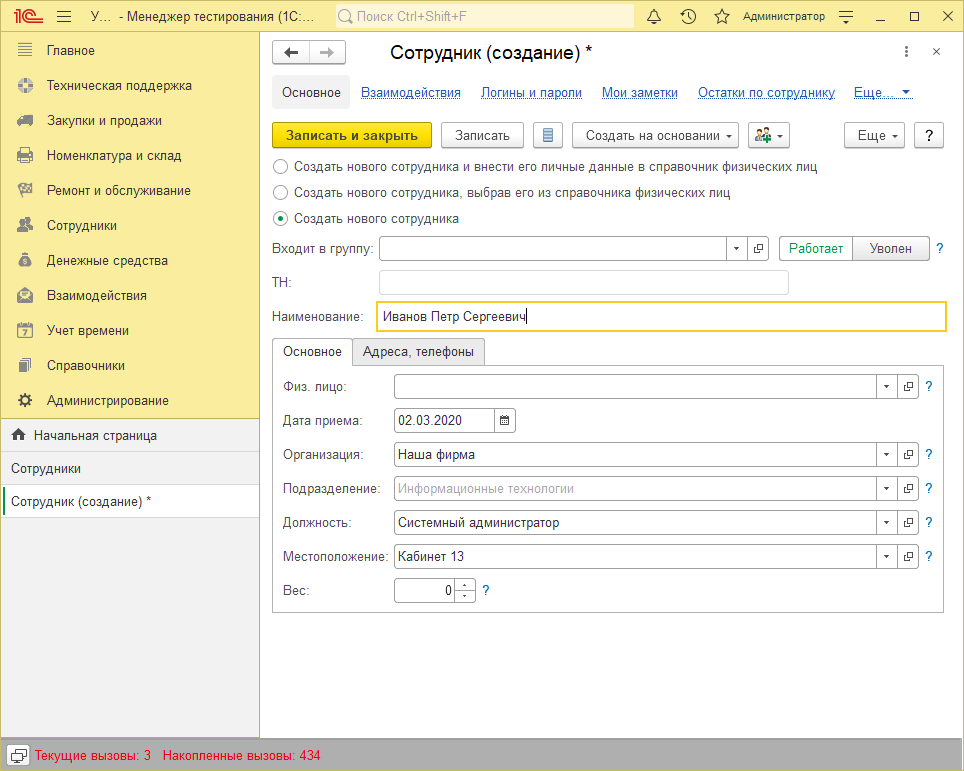 1С У... - Менеджер тестирования (1С:... Поиск Ctrl+Shift+F Администратор
Главное
Техническая поддержка
Закупки и продажи
Номенклатура и склад
Ремонт и обслуживание
Сотрудники
Денежные средства
Взаимодействия
7 Учет времени
Справочники
Администрирование
Начальная страница
Сотрудники
Сотрудник (создание) *
Сотрудник (создание) *
Основное Взаимодействия Логины и пароли Мои заметки Остатки по сотруднику Еще...
Записать и закрыть Записать Создать на основании Еще ?
Создать нового сотрудника и внести его личные данные в справочник физических лиц
Создать нового сотрудника, выбрав его из справочника физических лиц
Создать нового сотрудника
Входит в группу: Работает Уволен ?
ТН:
Наименование: Иванов Петр Сергеевич
Основное Адреса, телефоны
Физ. лицо: ?
Дата приема: 02.03.2020
Организация: Наша фирма ?
Подразделение: Информационные технологии ?
Должность: Системный администратор ?
Местоположение: Кабинет 13 ?
Вес: 0 ?
Текущие вызовы: 3 Накопленные вызовы: 434